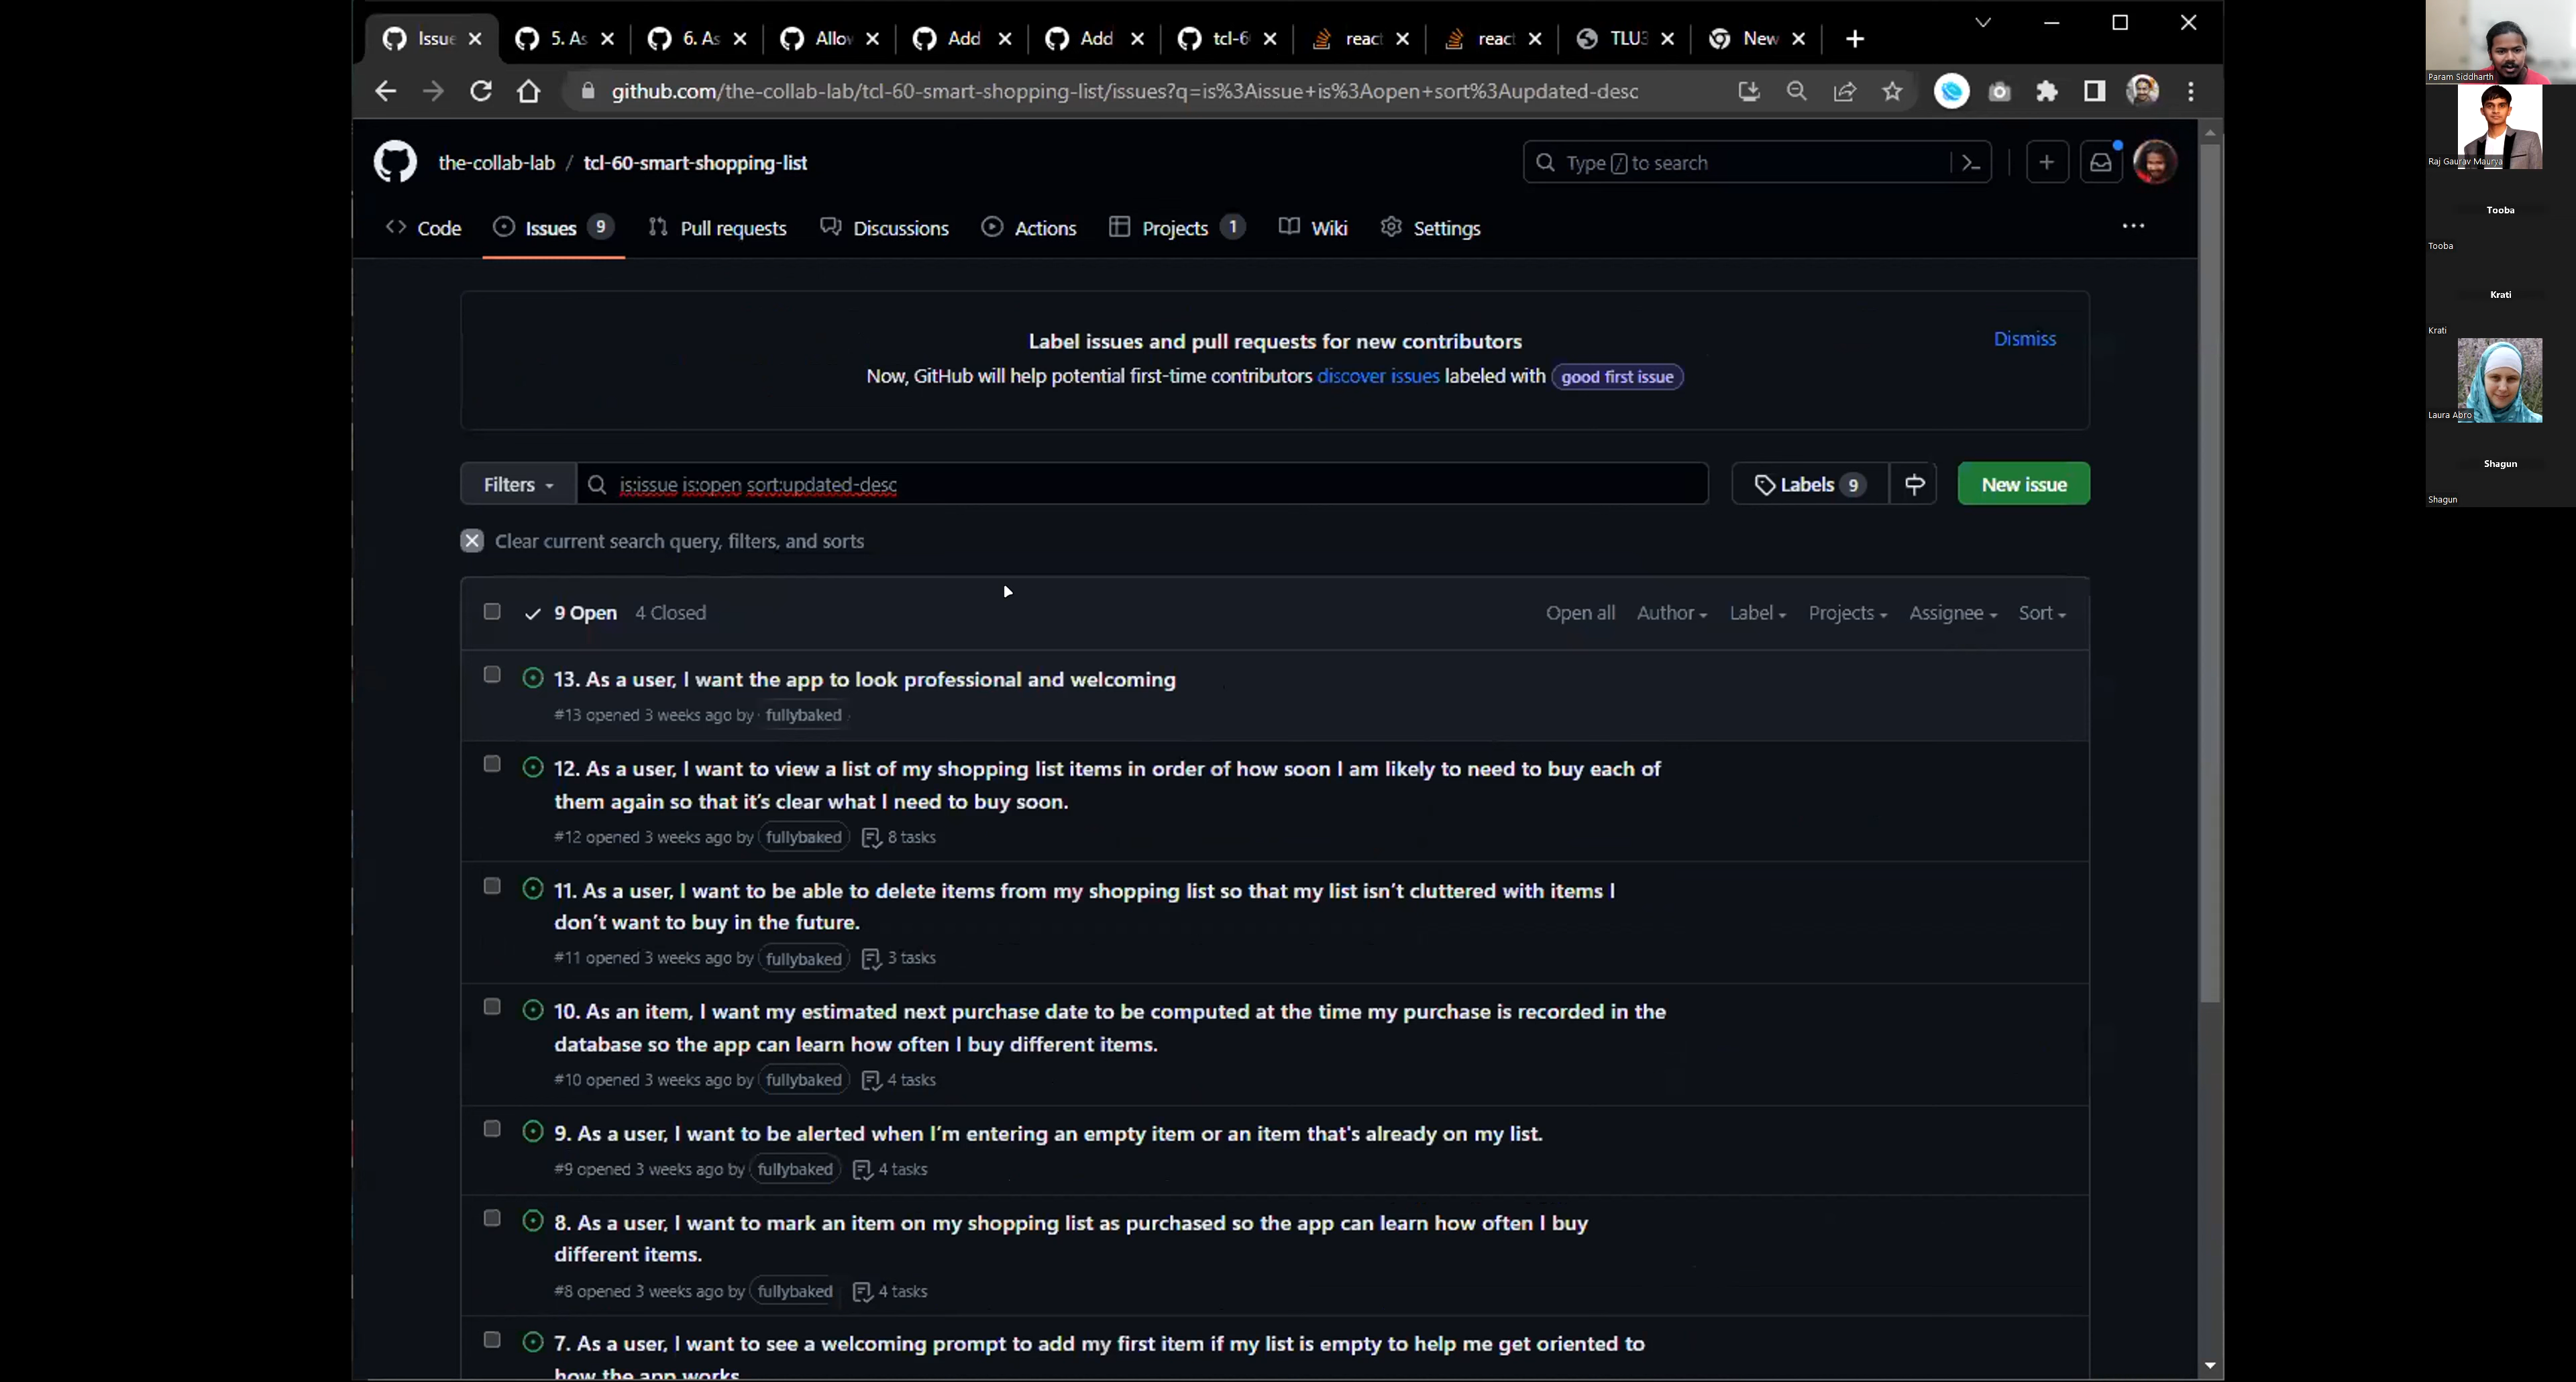 Issue
5. As
6. As
Allov
Add
Add
tcl-6
react
react
TLU3
New
github.com/the-collab-lab/tcl-60-smart-shopping-list/issues?q=is%3Aissue+is%3Aopen+sort%3Aupdated-desc
the-collab-lab / tcl-60-smart-shopping-list
Type / to search
Code
Issues 9
Pull requests
Discussions
Actions
Projects 1
Wiki
Settings
Label issues and pull requests for new contributors
Dismiss
Now, GitHub will help potential first-time contributors discover issues labeled with good first issue
Filters
is:issue is:open sort:updated-desc
Labels 9
New issue
Clear current search query, filters, and sorts
9 Open
4 Closed
Open all
Author
Label
Projects
Assignee
Sort
13. As a user, I want the app to look professional and welcoming
#13 opened 3 weeks ago by fullybaked
12. As a user, I want to view a list of my shopping list items in order of how soon I am likely to need to buy each of
them again so that it's clear what I need to buy soon.
#12 opened 3 weeks ago by fullybaked 8 tasks
11. As a user, I want to be able to delete items from my shopping list so that my list isn't cluttered with items I
don't want to buy in the future.
#11 opened 3 weeks ago by fullybaked 3 tasks
10. As an item, I want my estimated next purchase date to be computed at the time my purchase is recorded in the
database so the app can learn how often I buy different items.
#10 opened 3 weeks ago by fullybaked 4 tasks
9. As a user, I want to be alerted when I'm entering an empty item or an item that's already on my list.
#9 opened 3 weeks ago by fullybaked 4 tasks
8. As a user, I want to mark an item on my shopping list as purchased so the app can learn how often I buy
different items.
#8 opened 3 weeks ago by fullybaked 4 tasks
7. As a user, I want to see a welcoming prompt to add my first item if my list is empty to help me get oriented to
how the app works
Param Siddharth
Raj Gaurav Maurya
Tooba
Tooba
Krati
Krati
Laura Abro
Shagun
Shagun